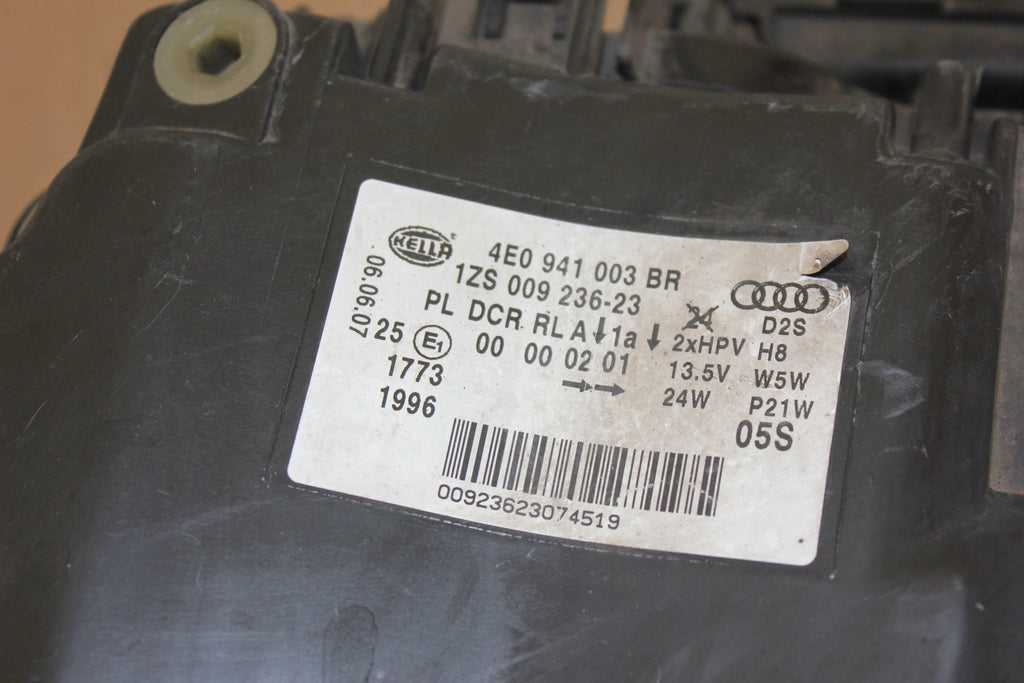 HELLA
4E0 941 003 BR
1ZS 009 236-23
PL DCR RL A↓1a↓
00 00 02 01
06.06.07
25 E1
1773
1996
24
D2S
2xHPV H8
13.5V W5W
24W P21W
05S
00923623074519